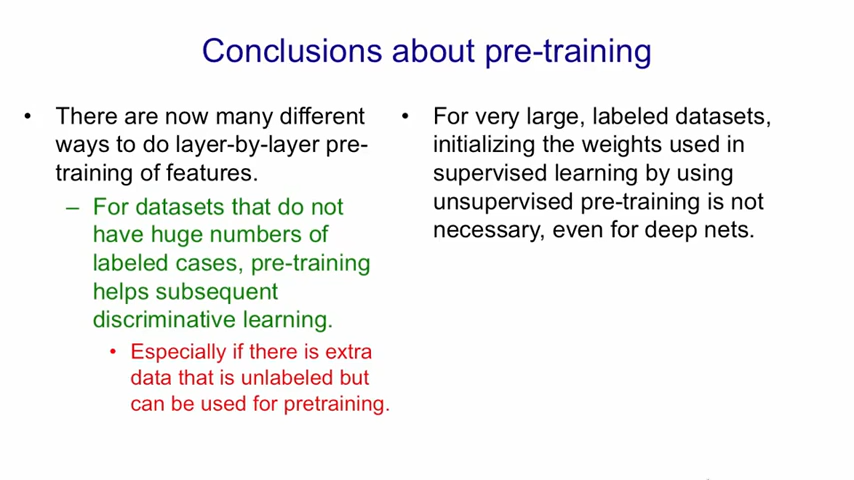 Conclusions about pre-training
• There are now many different
ways to do layer-by-layer pre-
training of features.
– For datasets that do not
have huge numbers of
labeled cases, pre-training
helps subsequent
discriminative learning.
• Especially if there is extra
data that is unlabeled but
can be used for pretraining.
• For very large, labeled datasets,
initializing the weights used in
supervised learning by using
unsupervised pre-training is not
necessary, even for deep nets.